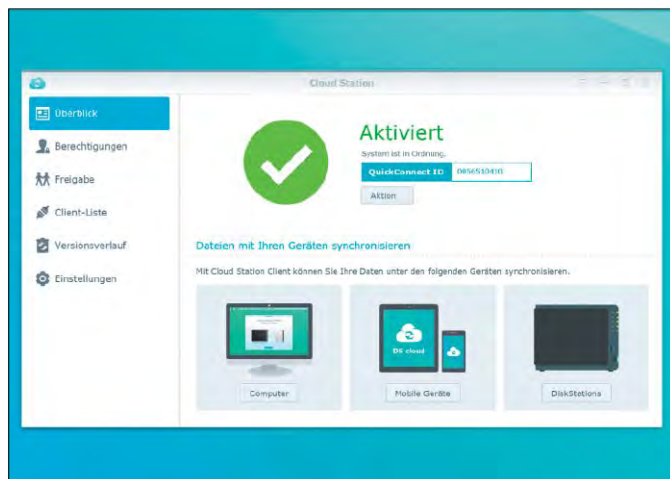 Cloud Station
Überblick
Berechtigungen
Freigabe
Client-Liste
Versionsverlauf
Einstellungen
Aktiviert
System ist in Ordnung.
QuickConnect ID
Aktion
Dateien mit Ihren Geräten synchronisieren
Mit Cloud Station Client können Sie Ihre Daten unter den folgenden Geräten synchronisieren.
DS cloud
Computer
Mobile Geräte
DiskStations